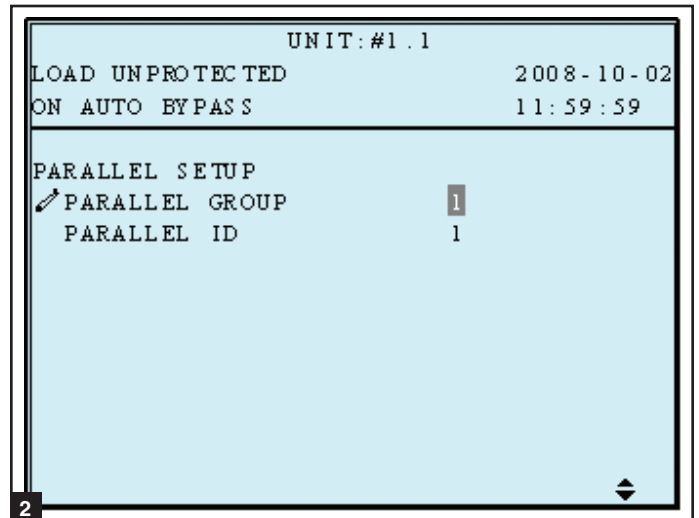 UNIT:#1.1
LOAD UNPROTECTED 2008-10-02
ON AUTO BYPASS 11:59:59
PARALLEL SETUP
PARALLEL GROUP 1
PARALLEL ID 1
2